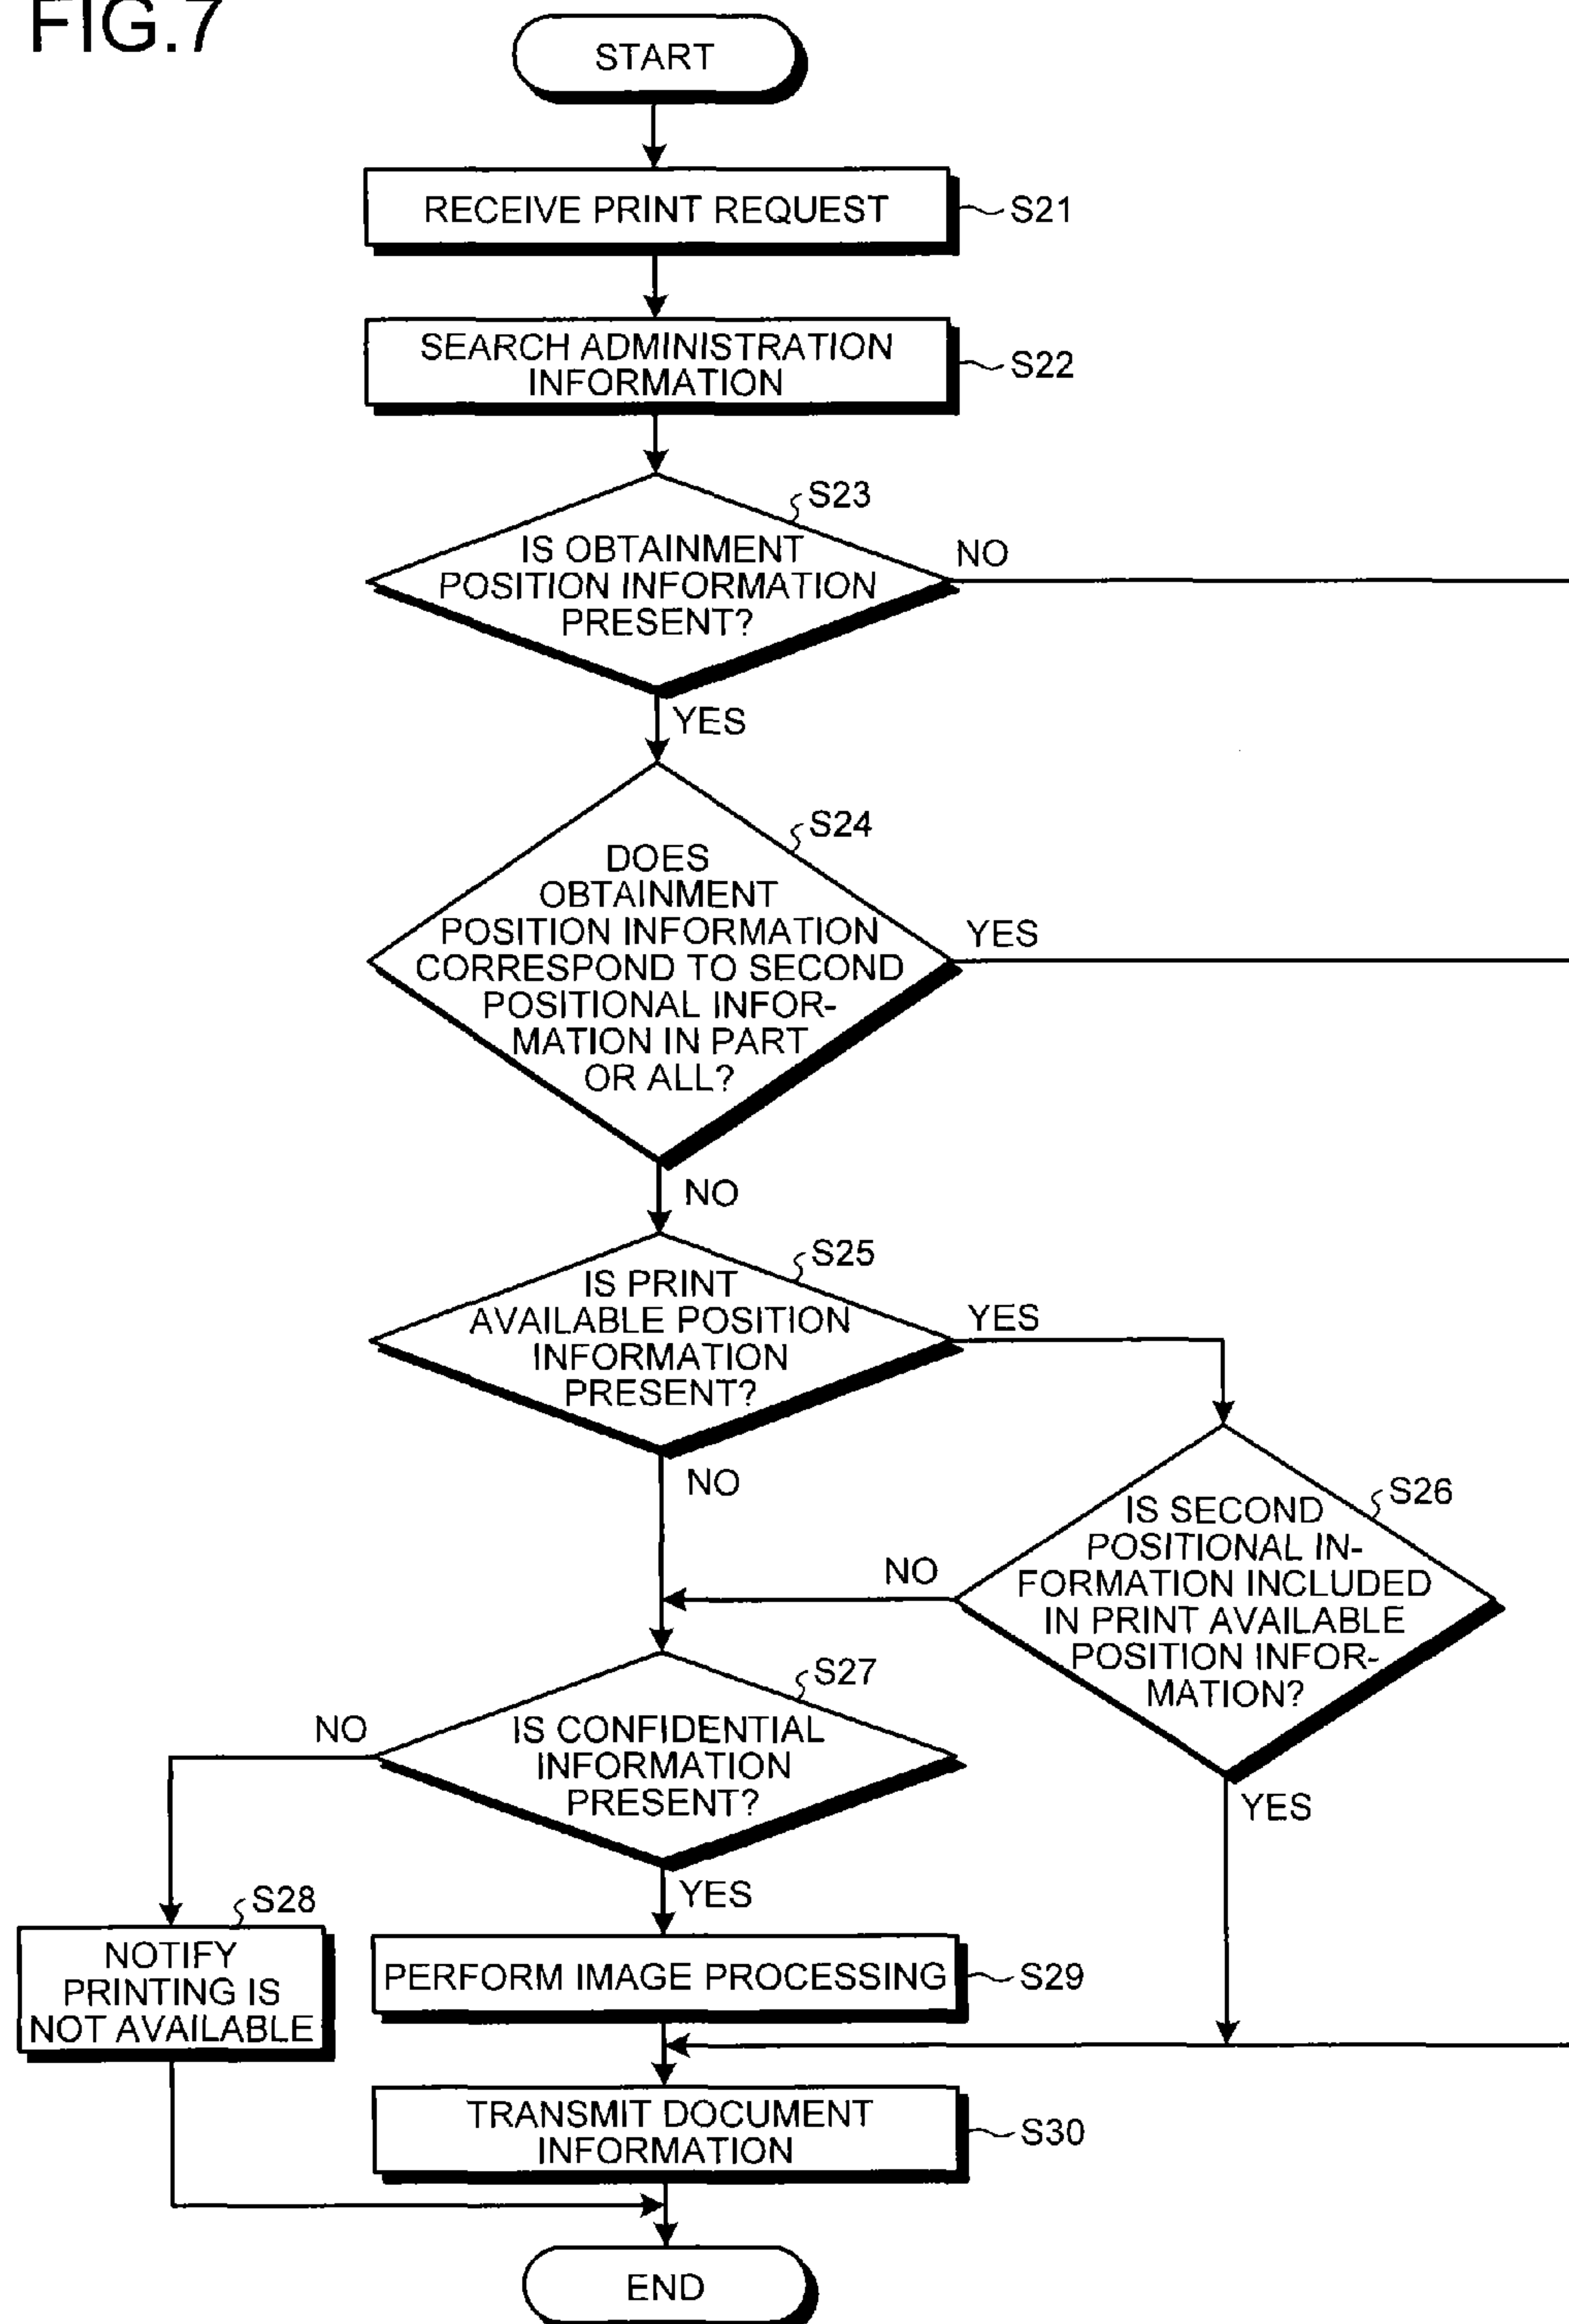 FIG.7
START
RECEIVE PRINT REQUEST
S21
SEARCH ADMINISTRATION
INFORMATION
S22
S23
IS OBTAINMENT
POSITION INFORMATION
PRESENT?
NO
YES
S24
DOES
OBTAINMENT
POSITION INFORMATION
CORRESPOND TO SECOND
POSITIONAL INFOR-
MATION IN PART
OR ALL?
YES
NO
S25
IS PRINT
AVAILABLE POSITION
INFORMATION
PRESENT?
YES
NO
S26
IS SECOND
POSITIONAL IN-
FORMATION INCLUDED
IN PRINT AVAILABLE
POSITION INFOR-
MATION?
NO
YES
S27
IS CONFIDENTIAL
INFORMATION
PRESENT?
NO
YES
S28
NOTIFY
PRINTING IS
NOT AVAILABLE
PERFORM IMAGE PROCESSING
S29
TRANSMIT DOCUMENT
INFORMATION
S30
END